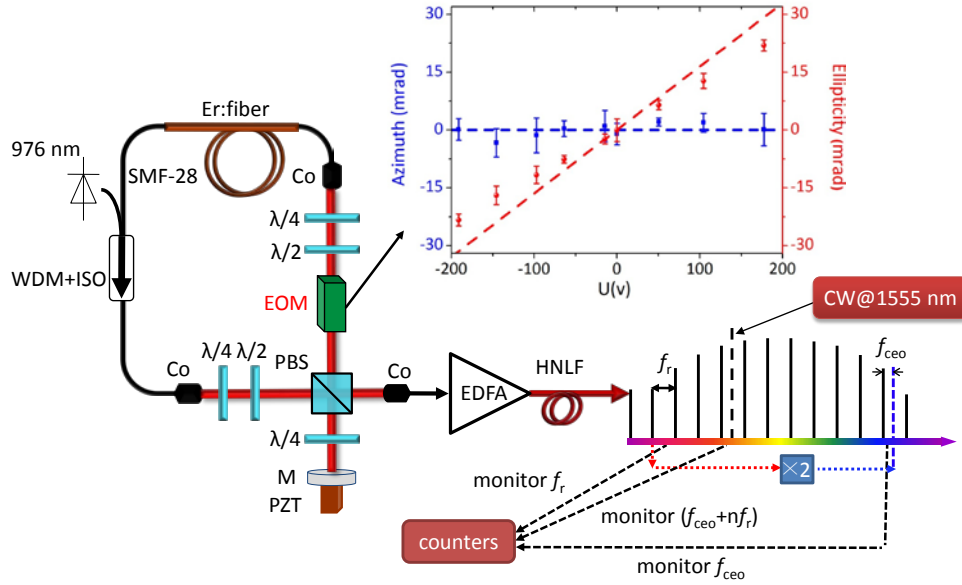 30
15
0
-15
-30
Azimuth (mrad)
30
15
0
-15
-30
Ellipticity (mrad)
-200
-100
0
100
200
U(v)
Er:fiber
976 nm
SMF-28
Co
λ/4
λ/2
WDM+ISO
EOM
CW@1555 nm
λ/4
λ/2
PBS
Co
Co
EDFA
HNLF
fr
fceo
λ/4
×2
M
PZT
monitor fr
monitor (fceo+nfr)
counters
monitor fceo